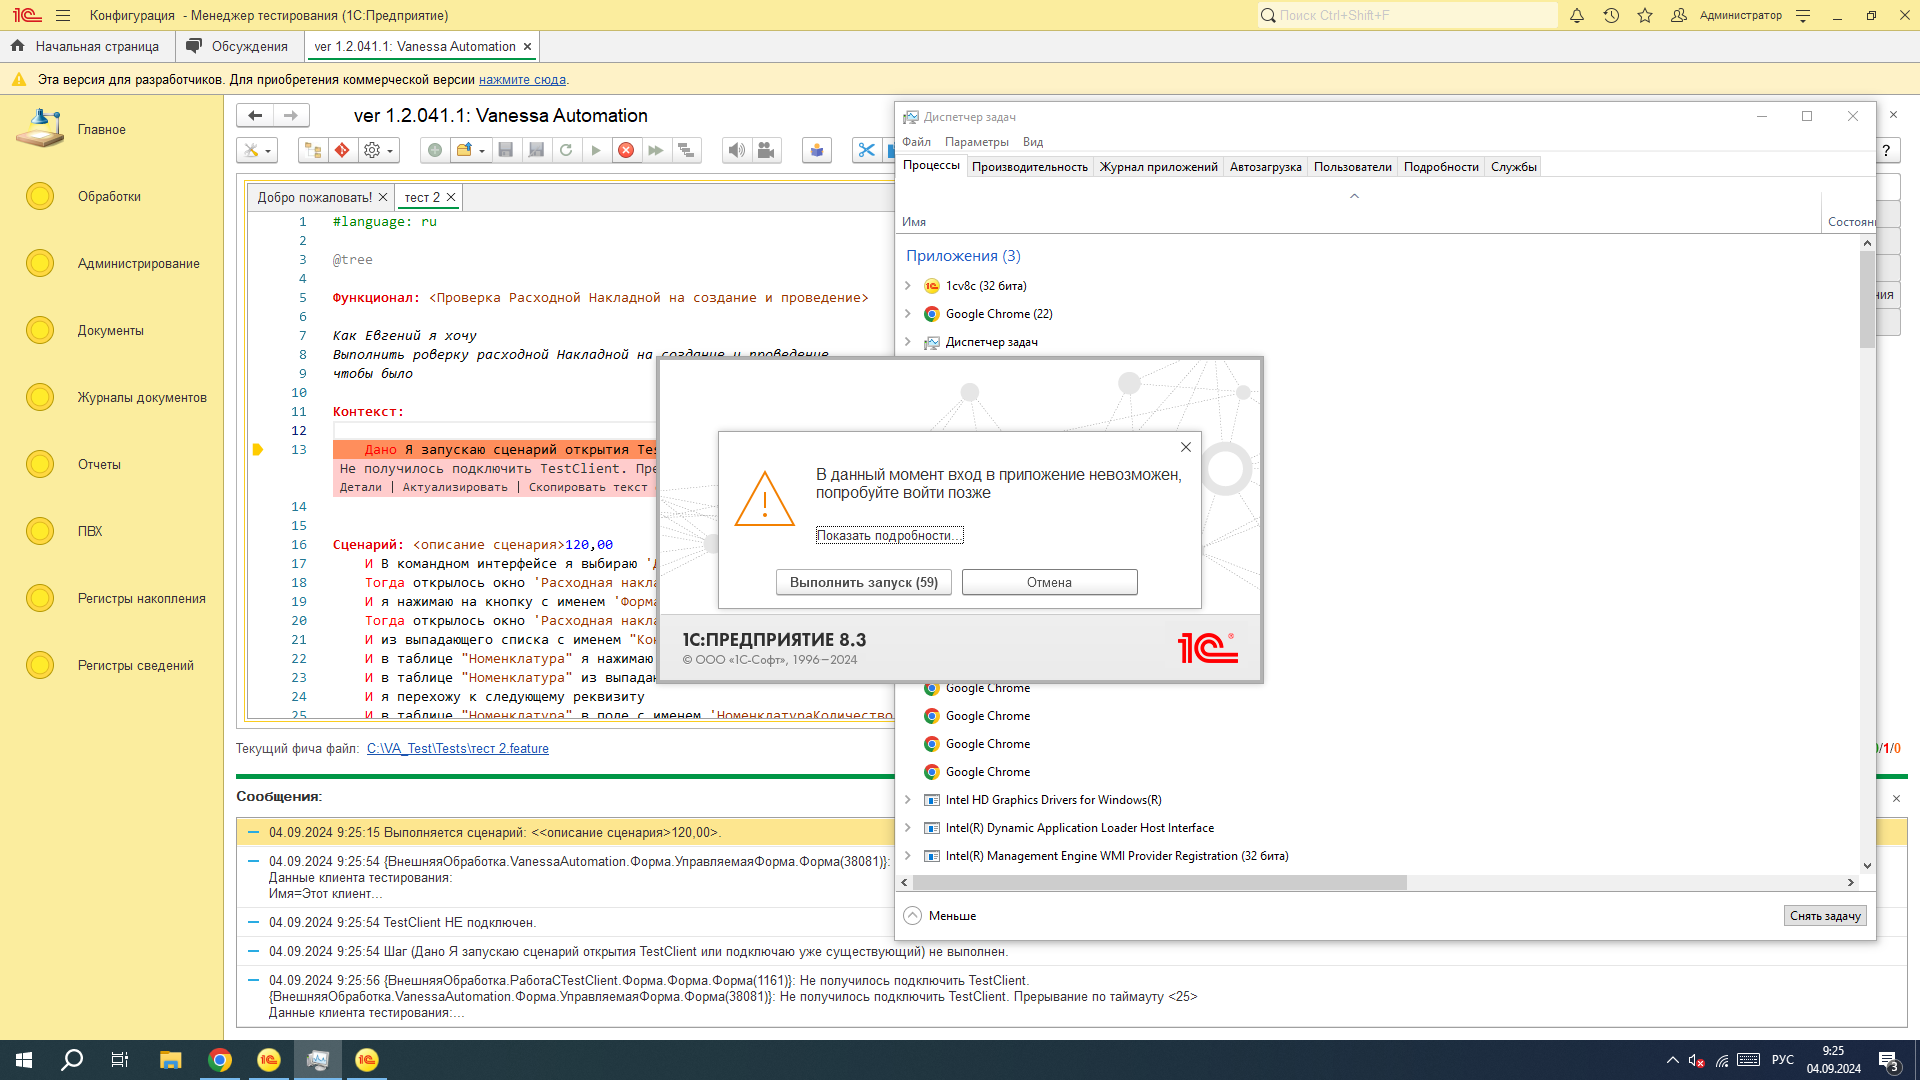 Конфигурация - Менеджер тестирования (1С:Предприятие)
Поиск Ctrl+Shift+F
Администратор
Начальная страница
Обсуждения
ver 1.2.041.1: Vanessa Automation
Эта версия для разработчиков. Для приобретения коммерческой версии нажмите сюда.
Главное
Обработки
Администрирование
Документы
Журналы документов
Отчеты
ПВХ
Регистры накопления
Регистры сведений
ver 1.2.041.1: Vanessa Automation
?
Добро пожаловать!
тест 2
1 #language: ru
2
3 @tree
4
5 Функционал: <Проверка Расходной Накладной на создание и проведение>
6
7 Как Евгений я хочу
8 Выполнить роверку расходной Накладной на создание и проведение
9 чтобы было
10
11 Контекст:
12
13 Дано Я запускаю сценарий открытия Tes
Не получилось подключить TestClient. Пре
Детали | Актуализировать | Скопировать текст
14
15
16 Сценарий: <описание сценария>120,00
17 И В командном интерфейсе я выбираю 'Д
18 Тогда открылось окно 'Расходная накла
19 И я нажимаю на кнопку с именем 'Форма
20 Тогда открылось окно 'Расходная накла
21 И из выпадающего списка с именем "Кон
22 И в таблице "Номенклатура" я нажимаю
23 И в таблице "Номенклатура" из выпадаю
24 И я перехожу к следующему реквизиту
25 И в таблице "Номенклатура" в поле с именем 'НоменклатураКоличество
Текущий фича файл: C:\VA_Test\Tests\тест 2.feature
0/1/0
Сообщения:
04.09.2024 9:25:15 Выполняется сценарий: <<описание сценария>120,00>.
04.09.2024 9:25:54 {ВнешняяОбработка.VanessaAutomation.Форма.УправляемаяФорма.Форма(38081)}:
Данные клиента тестирования:
Имя=Этот клиент...
04.09.2024 9:25:54 TestClient НЕ подключен.
04.09.2024 9:25:54 Шаг (Дано Я запускаю сценарий открытия TestClient или подключаю уже существующий) не выполнен.
04.09.2024 9:25:56 {ВнешняяОбработка.РаботаСTestClient.Форма.Форма.Форма(1161)}: Не получилось подключить TestClient.
{ВнешняяОбработка.VanessaAutomation.Форма.УправляемаяФорма.Форма(38081)}: Не получилось подключить TestClient. Прерывание по таймауту <25>
Данные клиента тестирования:...
Диспетчер задач
Файл Параметры Вид
Процессы Производительность Журнал приложений Автозагрузка Пользователи Подробности Службы
Имя
Состоян
ния
Приложения (3)
1cv8c (32 бита)
Google Chrome (22)
Диспетчер задач
Google Chrome
Google Chrome
Google Chrome
Google Chrome
Intel HD Graphics Drivers for Windows(R)
Intel(R) Dynamic Application Loader Host Interface
Intel(R) Management Engine WMI Provider Registration (32 бита)
Меньше
Снять задачу
В данный момент вход в приложение невозможен,
попробуйте войти позже
Показать подробности...
Выполнить запуск (59)
Отмена
1С:ПРЕДПРИЯТИЕ 8.3
© ООО «1С-Софт», 1996–2024
1С®
РУС
9:25
04.09.2024
3